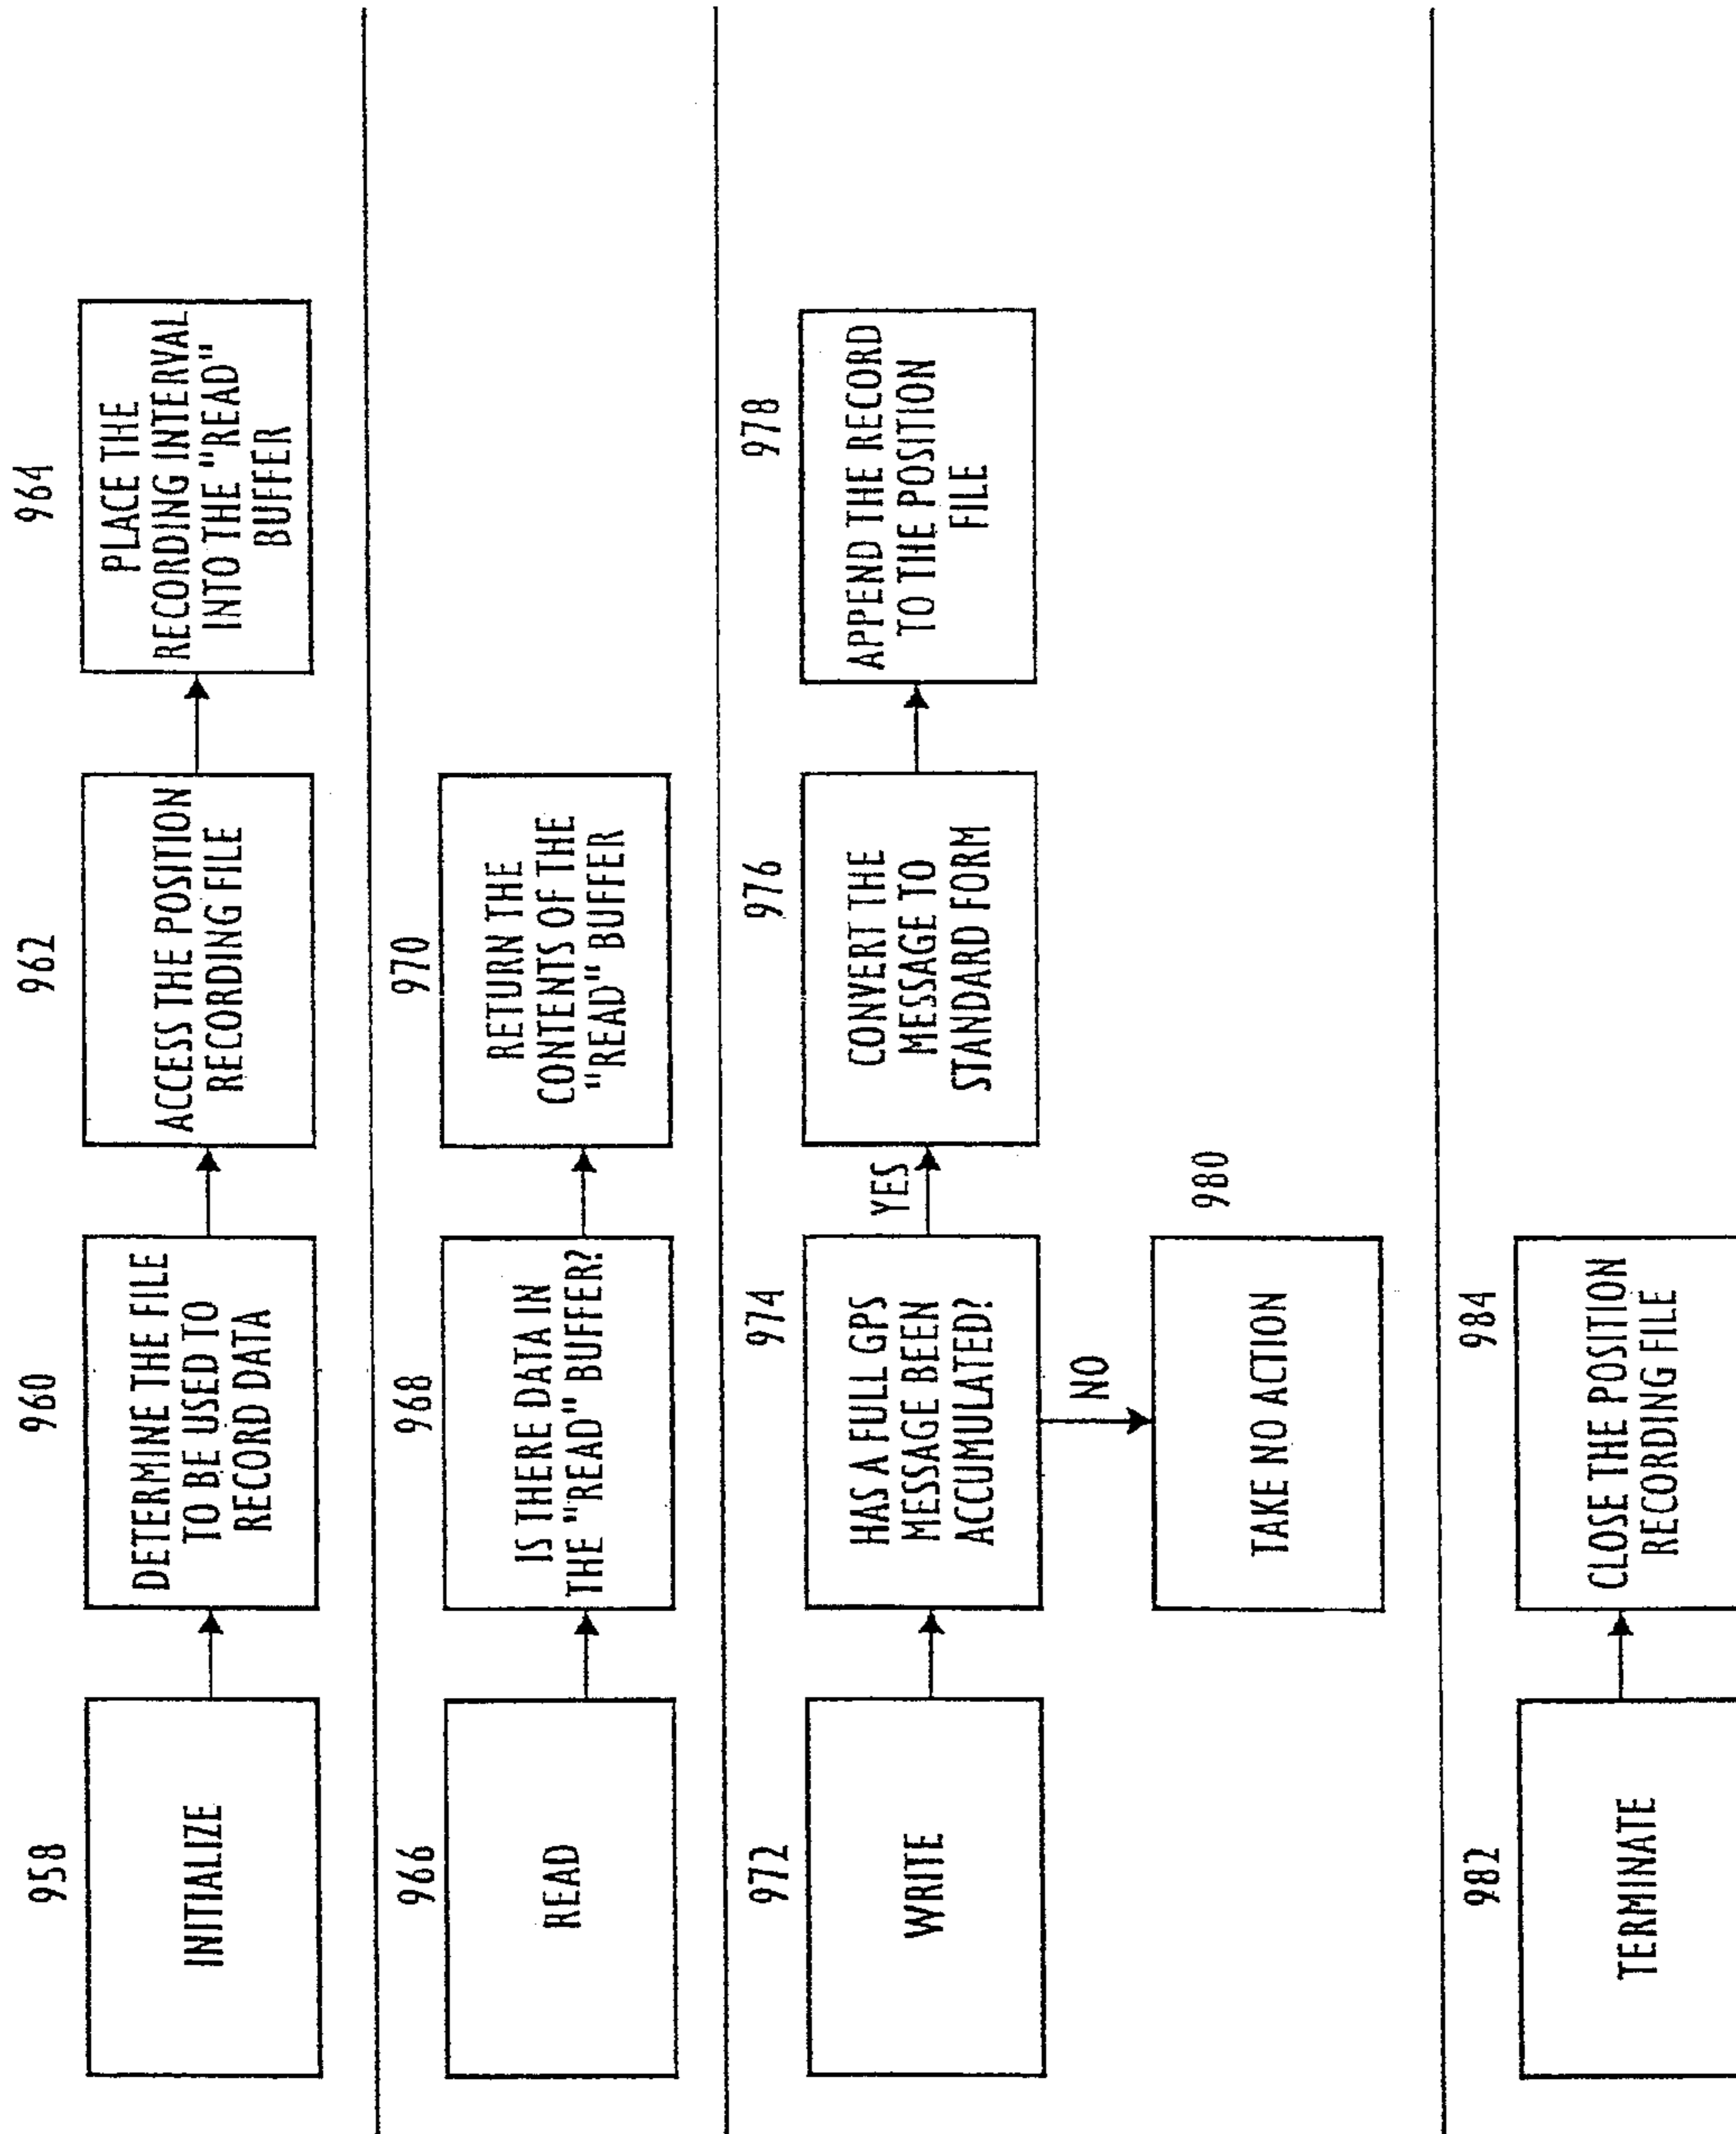 958
INITIALIZE
960
DETERMINE THE FILE
TO BE USED TO
RECORD DATA
962
ACCESS THE POSITION
RECORDING FILE
964
PLACE THE
RECORDING INTERVAL
INTO THE "READ"
BUFFER
966
READ
968
IS THERE DATA IN
THE "READ" BUFFER?
970
RETURN THE
CONTENTS OF THE
"READ" BUFFER
972
WRITE
974
HAS A FULL GPS
MESSAGE BEEN
ACCUMULATED?
YES
976
CONVERT THE
MESSAGE TO
STANDARD FORM
978
APPEND THE RECORD
TO THE POSITION
FILE
NO
980
TAKE NO ACTION
982
TERMINATE
984
CLOSE THE POSITION
RECORDING FILE